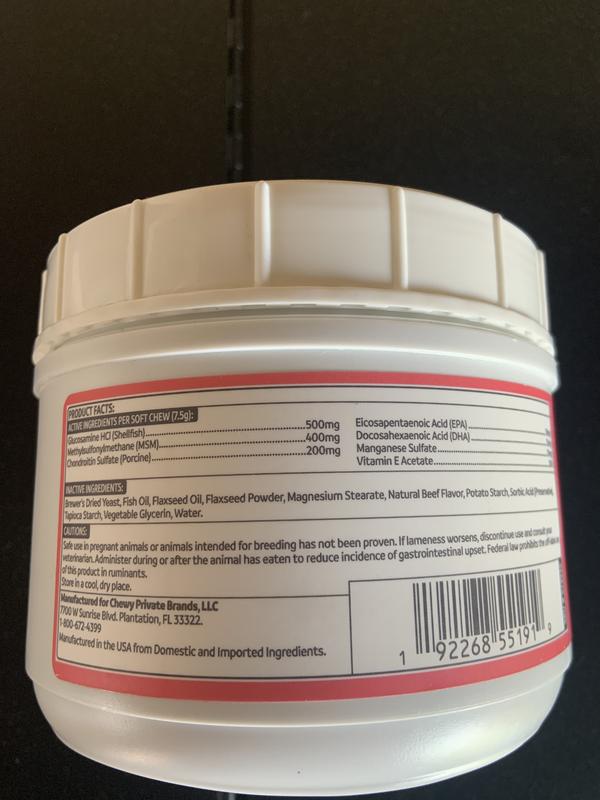 PRODUCT FACTS:
ACTIVE INGREDIENTS PER SOFT CHEW (7.5g):
Glucosamine HCl (Shellfish)........500mg
Methylsulfonylmethane (MSM)........400mg
Chondroitin Sulfate (Porcine)........200mg
Eicosapentaenoic Acid (EPA)
Docosahexaenoic Acid (DHA)
Manganese Sulfate
Vitamin E Acetate
INACTIVE INGREDIENTS:
Brewer's Dried Yeast, Fish Oil, Flaxseed Oil, Flaxseed Powder, Magnesium Stearate, Natural Beef Flavor, Potato Starch, Sorbic Acid (Preservative),
Tapioca Starch, Vegetable Glycerin, Water.
CAUTIONS:
Safe use in pregnant animals or animals intended for breeding has not been proven. If lameness worsens, discontinue use and consult your
veterinarian. Administer during or after the animal has eaten to reduce incidence of gastrointestinal upset. Federal law prohibits the off-label use
of this product in ruminants.
Store in a cool, dry place.
Manufactured for Chewy Private Brands, LLC
7700 W Sunrise Blvd. Plantation, FL 33322.
1-800-672-4399
Manufactured in the USA from Domestic and Imported Ingredients.
1 92268 55191 9